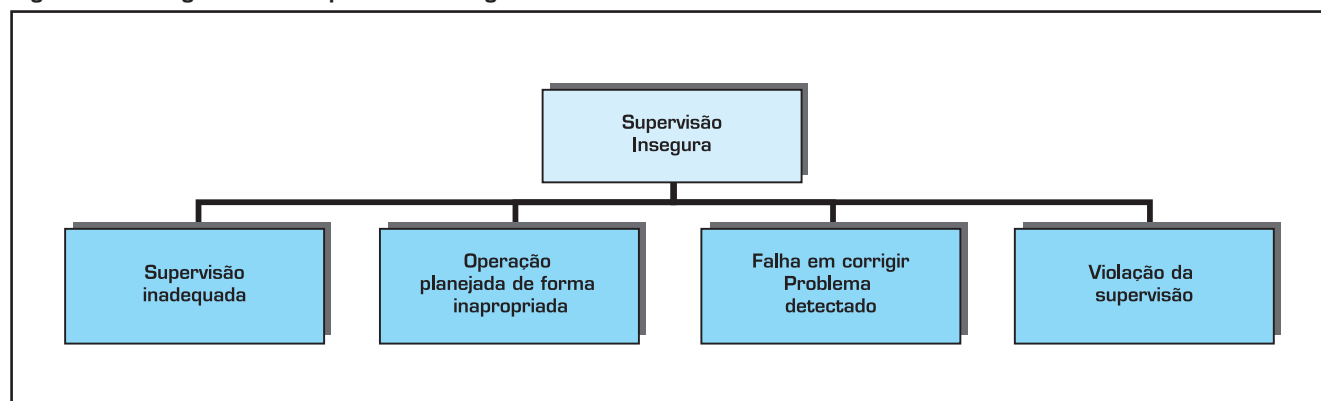 Supervisão
Insegura
Supervisão
inadequada
Operação
planejada de forma
inapropriada
Falha em corrigir
Problema
detectado
Violação da
supervisão